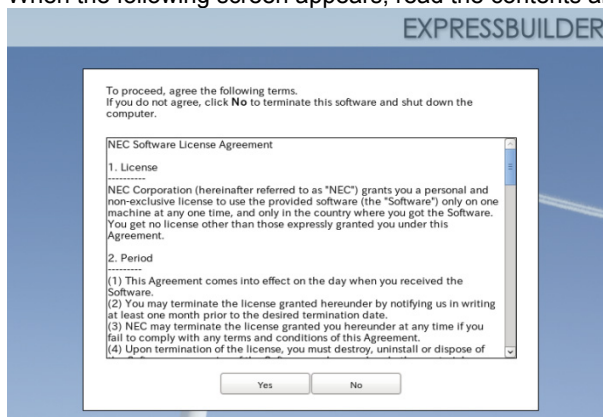 When the following screen appears, read the contents a
EXPRESSBUILDER
To proceed, agree the following terms.
If you do not agree, click No to terminate this software and shut down the
computer.
NEC Software License Agreement
1. License
----------
NEC Corporation (hereinafter referred to as "NEC") grants you a personal and
non-exclusive license to use the provided software (the "Software") only on one
machine at any one time, and only in the country where you got the Software.
You get no license other than those expressly granted you under this
Agreement.
2. Period
---------
(1) This Agreement comes into effect on the day when you received the
Software.
(2) You may terminate the license granted hereunder by notifying us in writing
at least one month prior to the desired termination date.
(3) NEC may terminate the license granted you hereunder at any time if you
fail to comply with any terms and conditions of this Agreement.
(4) Upon termination of the license, you must destroy, uninstall or dispose of
Yes No